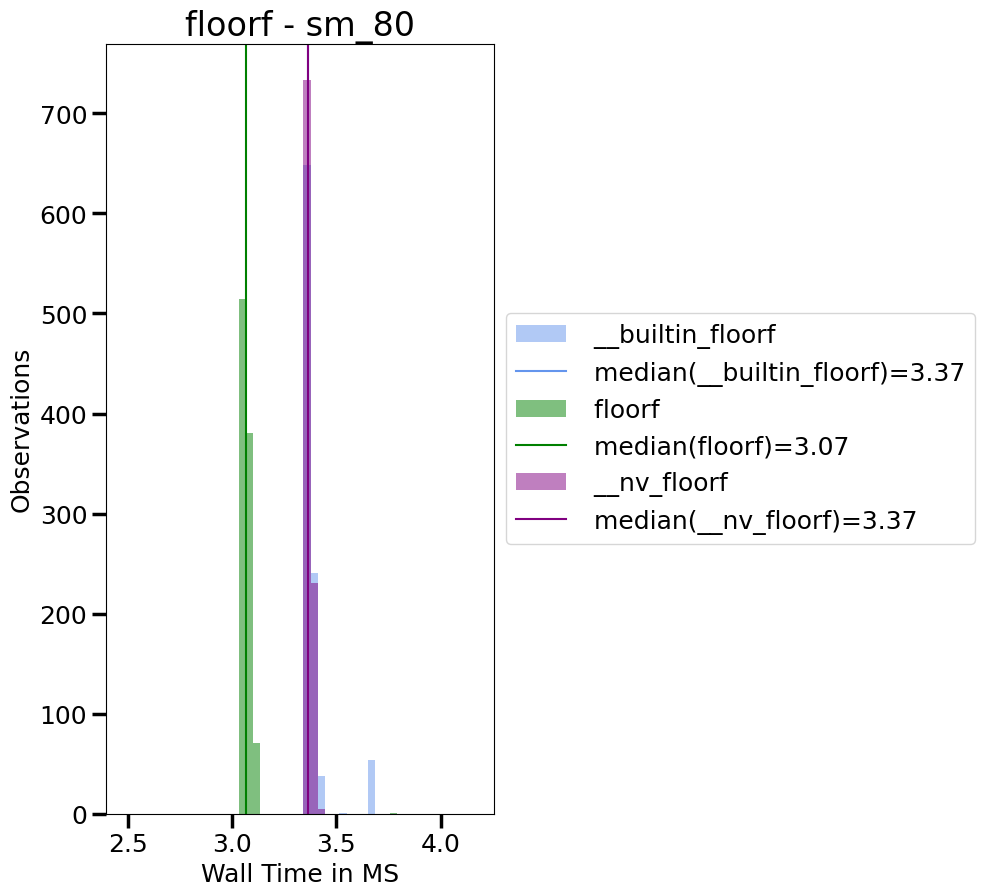 floorf - sm_80
700
600
500
400
300
200
100
0
Observations
2.5 3.0 3.5 4.0
Wall Time in MS
__builtin_floorf
median(__builtin_floorf)=3.37
floorf
median(floorf)=3.07
__nv_floorf
median(__nv_floorf)=3.37